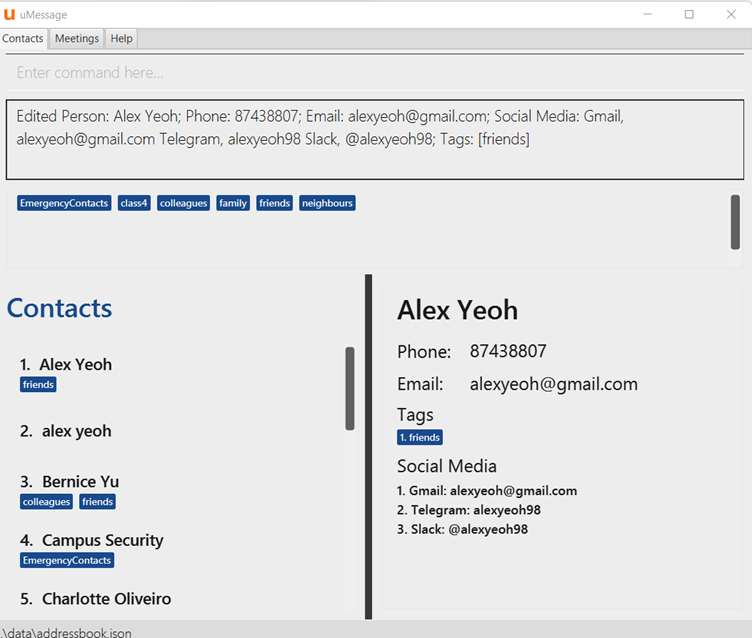 uMessage
Contacts Meetings Help
Enter command here...
Edited Person: Alex Yeoh; Phone: 87438807; Email: alexyeoh@gmail.com; Social Media: Gmail,
alexyeoh@gmail.com Telegram, alexyeoh98 Slack, @alexyeoh98; Tags: [friends]
EmergencyContacts class4 colleagues family friends neighbours
Contacts
1. Alex Yeoh
friends
2. alex yeoh
3. Bernice Yu
colleagues friends
4. Campus Security
EmergencyContacts
5. Charlotte Oliveiro
Alex Yeoh
Phone: 87438807
Email: alexyeoh@gmail.com
Tags
1. friends
Social Media
1. Gmail: alexyeoh@gmail.com
2. Telegram: alexyeoh98
3. Slack: @alexyeoh98
.\data\addressbook.json